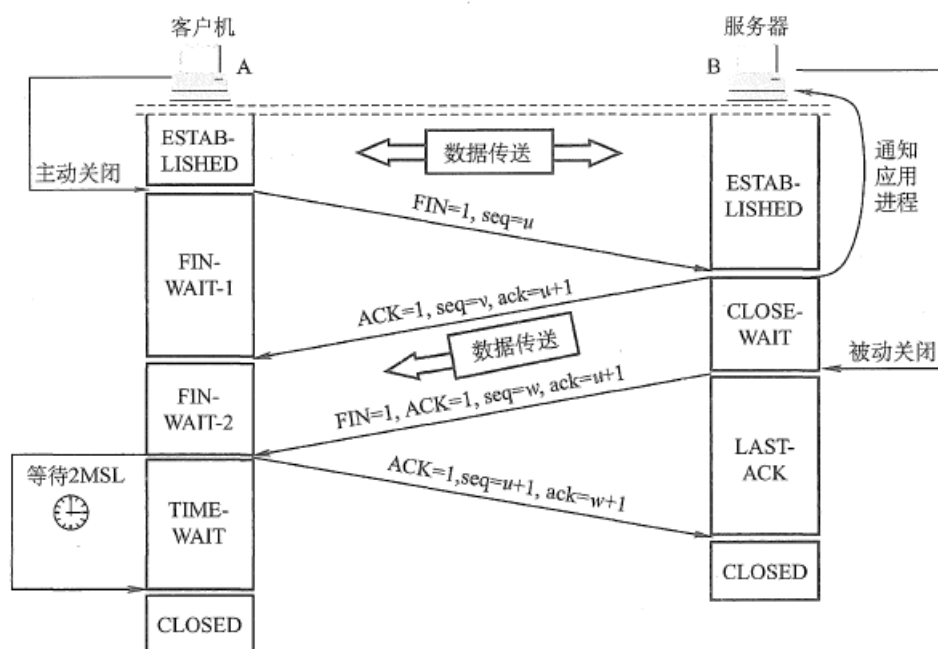 客户机
服务器
A
B
ESTAB-
LISHED
数据传送
主动关闭
通知
应用
进程
ESTAB-
LISHED
FIN=1, seq=u
FIN-
WAIT-1
ACK=1, seq=v, ack=u+1
CLOSE-
WAIT
数据传送
被动关闭
FIN-
WAIT-2
FIN=1, ACK=1, seq=w, ack=u+1
LAST-
ACK
等待2MSL
ACK=1,seq=u+1, ack=w+1
TIME-
WAIT
CLOSED
CLOSED